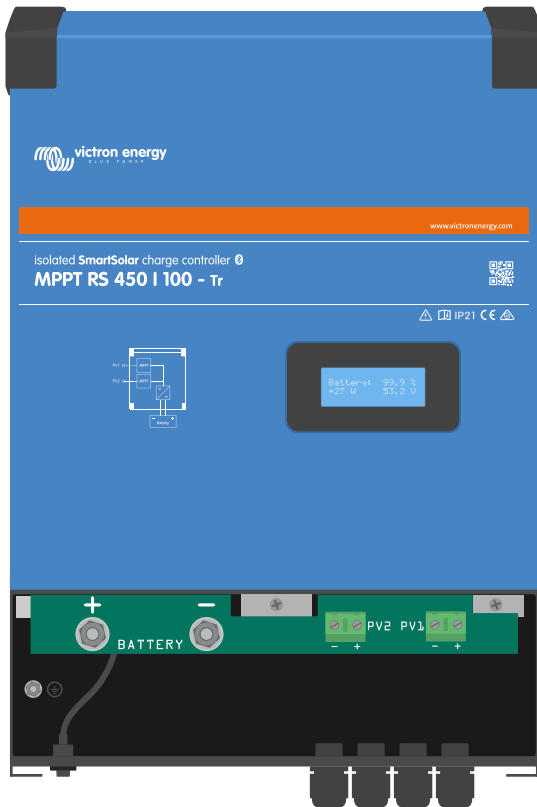 victron energy
BLUE POWER
www.victronenergy.com
isolated SmartSolar charge controller
MPPT RS 450 | 100 - Tr
IP21 CE
PV1 MPPT
PV2 MPPT
- +
Battery
Battery: 99.9 %
+27 W 53.2 V
+ -
BATTERY
PV2 PV1
- + - +